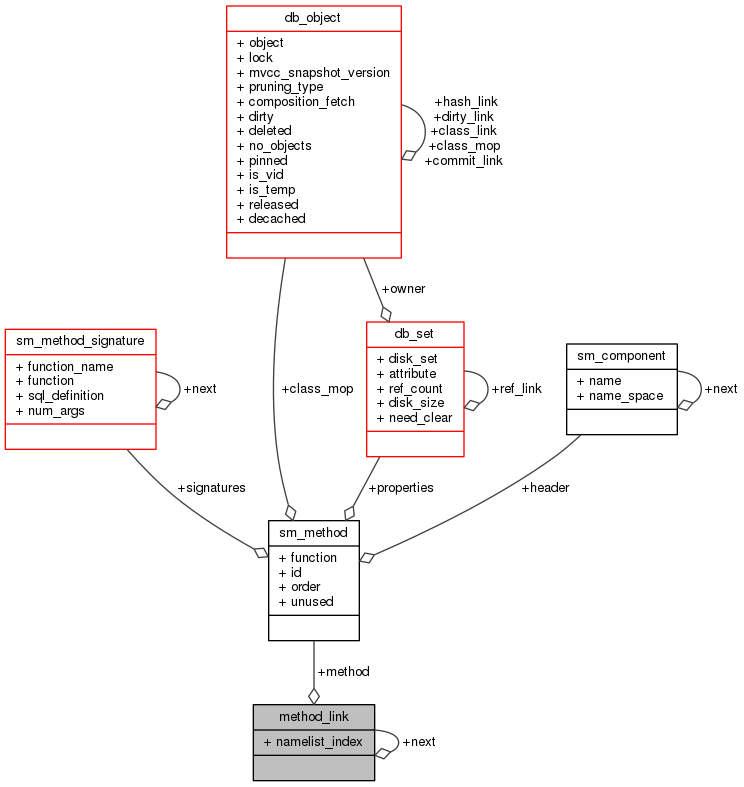 db_object
+ object
+ lock
+ mvcc_snapshot_version
+ pruning_type
+ composition_fetch
+ dirty
+ deleted
+ no_objects
+ pinned
+ is_vid
+ is_temp
+ released
+ decached
+hash_link
+dirty_link
+class_link
+class_mop
+commit_link
+owner
sm_method_signature
+ function_name
+ function
+ sql_definition
+ num_args
+next
+class_mop
db_set
+ disk_set
+ attribute
+ ref_count
+ disk_size
+ need_clear
+ref_link
sm_component
+ name
+ name_space
+next
+signatures
+properties
+header
sm_method
+ function
+ id
+ order
+ unused
+method
method_link
+ namelist_index
+next